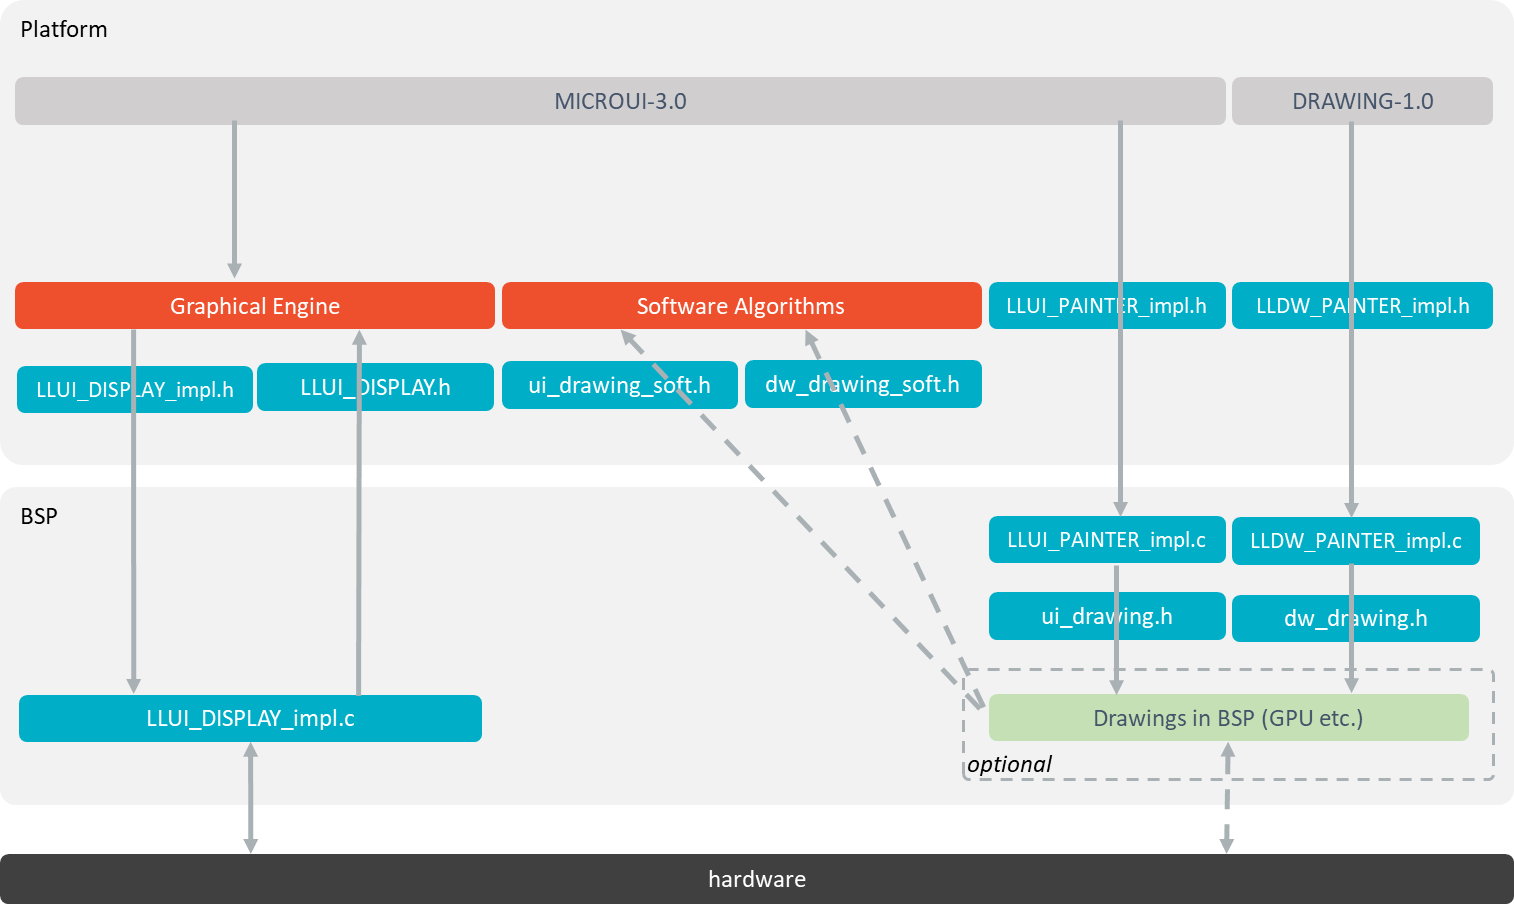 Platform
MICROUI-3.0
DRAWING-1.0
Graphical Engine
Software Algorithms
LLUI_PAINTER_impl.h
LLDW_PAINTER_impl.h
LLUI_DISPLAY_impl.h
LLUI_DISPLAY.h
ui_drawing_soft.h
dw_drawing_soft.h
BSP
LLUI_PAINTER_impl.c
LLDW_PAINTER_impl.c
ui_drawing.h
dw_drawing.h
LLUI_DISPLAY_impl.c
Drawings in BSP (GPU etc.)
optional
hardware